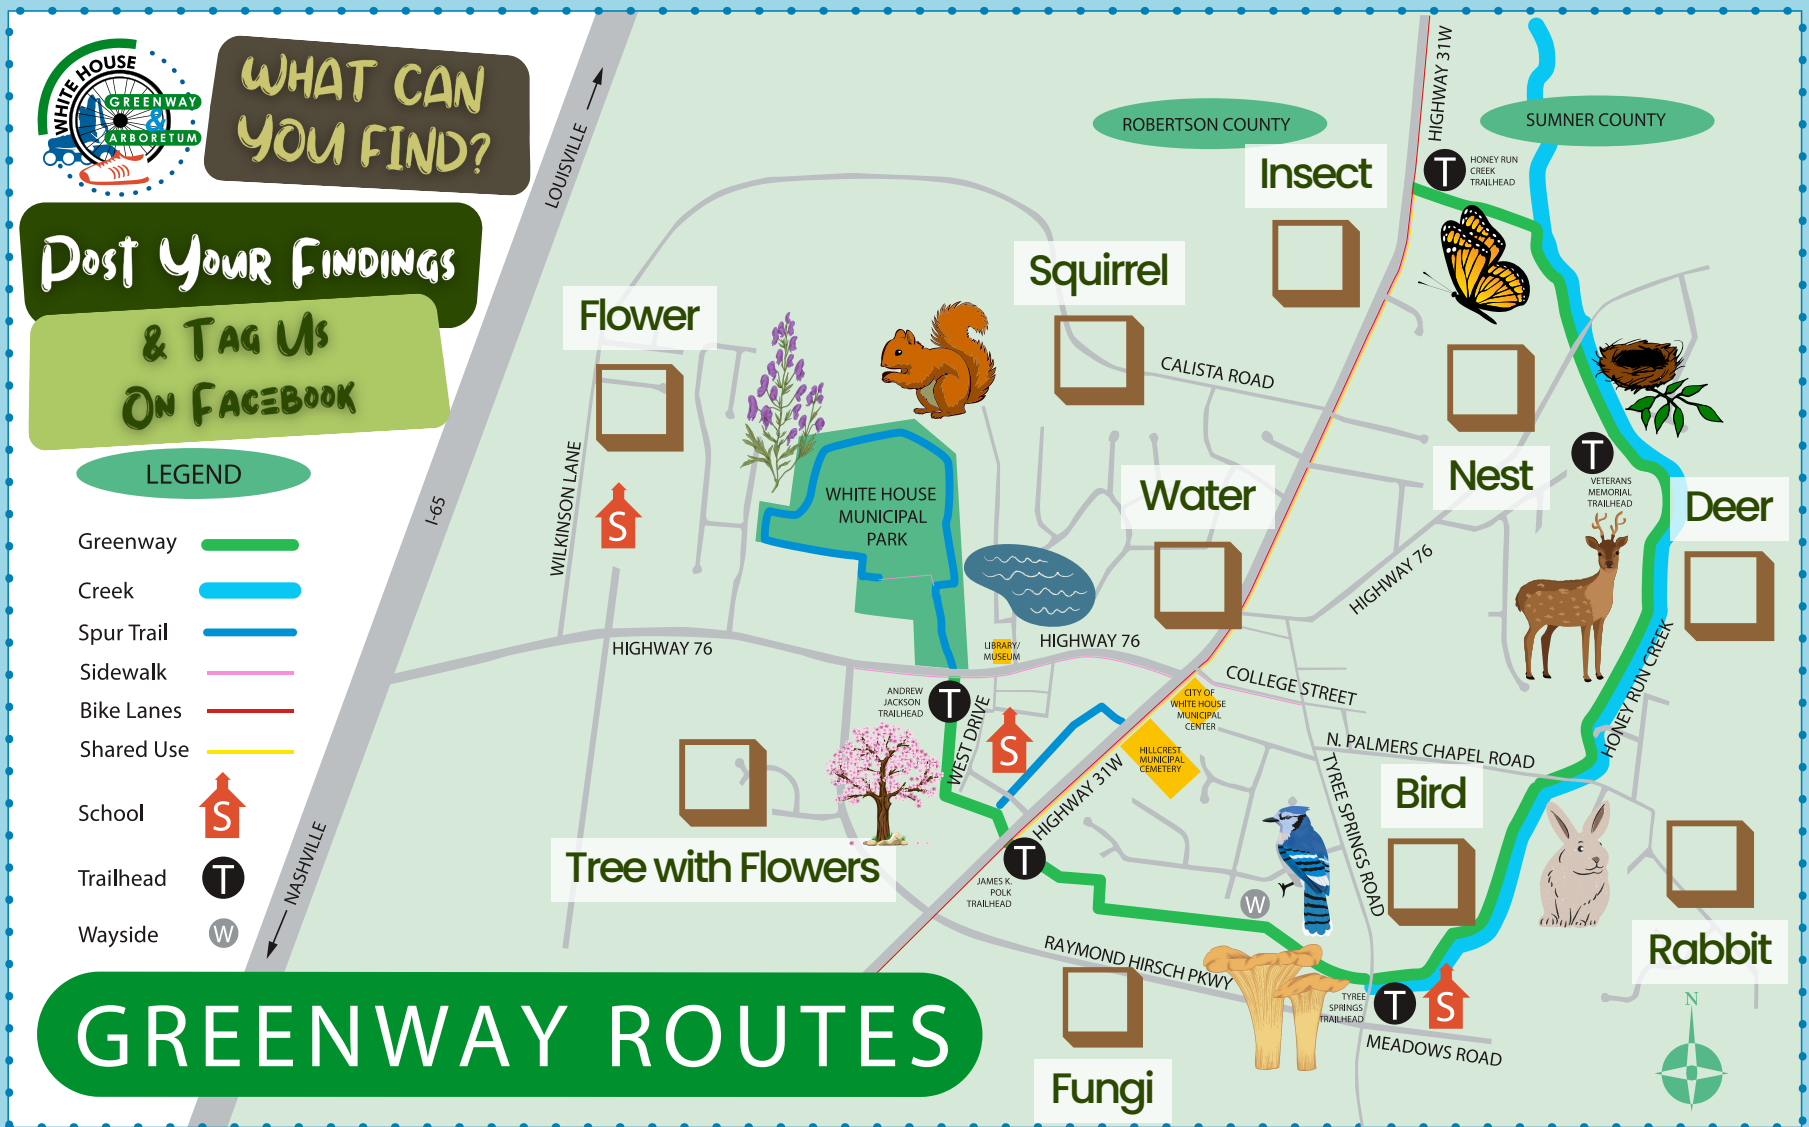 WHITE HOUSE
GREENWAY
&
ARBORETUM
WHAT CAN
YOU FIND?
POST YOUR FINDINGS
& TAG US
ON FACEBOOK
LEGEND
Greenway
Creek
Spur Trail
Sidewalk
Bike Lanes
Shared Use
School
S
Trailhead
T
Wayside
W
GREENWAY ROUTES
LOUISVILLE
I-65
NASHVILLE
ROBERTSON COUNTY
SUMNER COUNTY
HIGHWAY 31W
T
HONEY RUN
CREEK
TRAILHEAD
Insect
Squirrel
Flower
CALISTA ROAD
WILKINSON LANE
S
WHITE HOUSE
MUNICIPAL
PARK
Water
Nest
T
VETERANS
MEMORIAL
TRAILHEAD
Deer
HIGHWAY 76
HIGHWAY 76
LIBRARY/
MUSEUM
HIGHWAY 76
COLLEGE STREET
CITY OF
WHITE HOUSE
MUNICIPAL
CENTER
ANDREW
JACKSON
TRAILHEAD
T
WEST DRIVE
S
HILLCREST
MUNICIPAL
CEMETERY
HIGHWAY 31W
N. PALMERS CHAPEL ROAD
HONEY RUN CREEK
TYREE SPRINGS ROAD
Bird
Tree with Flowers
T
JAMES K.
POLK
TRAILHEAD
W
RAYMOND HIRSCH PKWY
Rabbit
TYREE
SPRINGS
TRAILHEAD
T
S
MEADOWS ROAD
Fungi
N